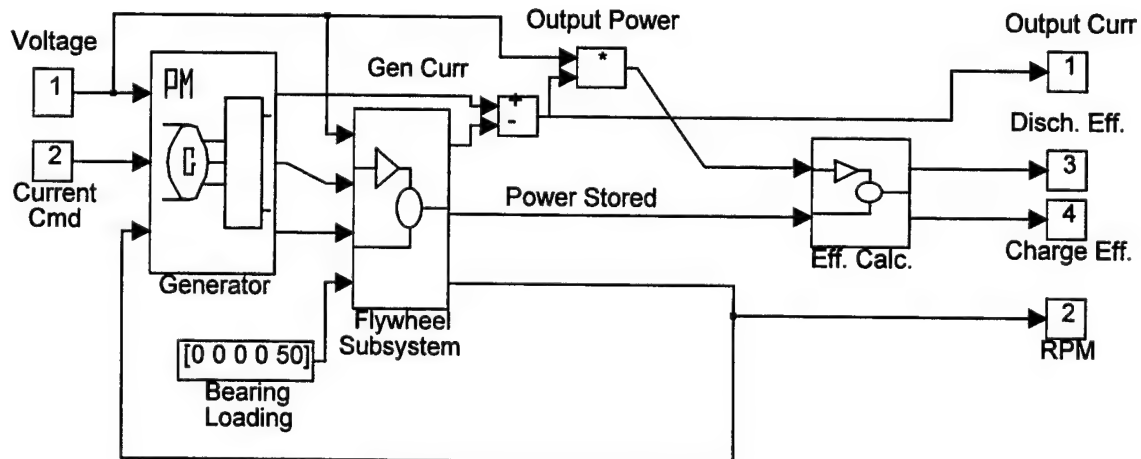 Voltage
1
2
Current
Cmd
PM
G
Generator
Gen Curr
+
-
Output Power
*
Output Curr
1
Disch. Eff.
3
4
Charge Eff.
Power Stored
Eff. Calc.
Flywheel
Subsystem
[0 0 0 0 50]
Bearing
Loading
2
RPM